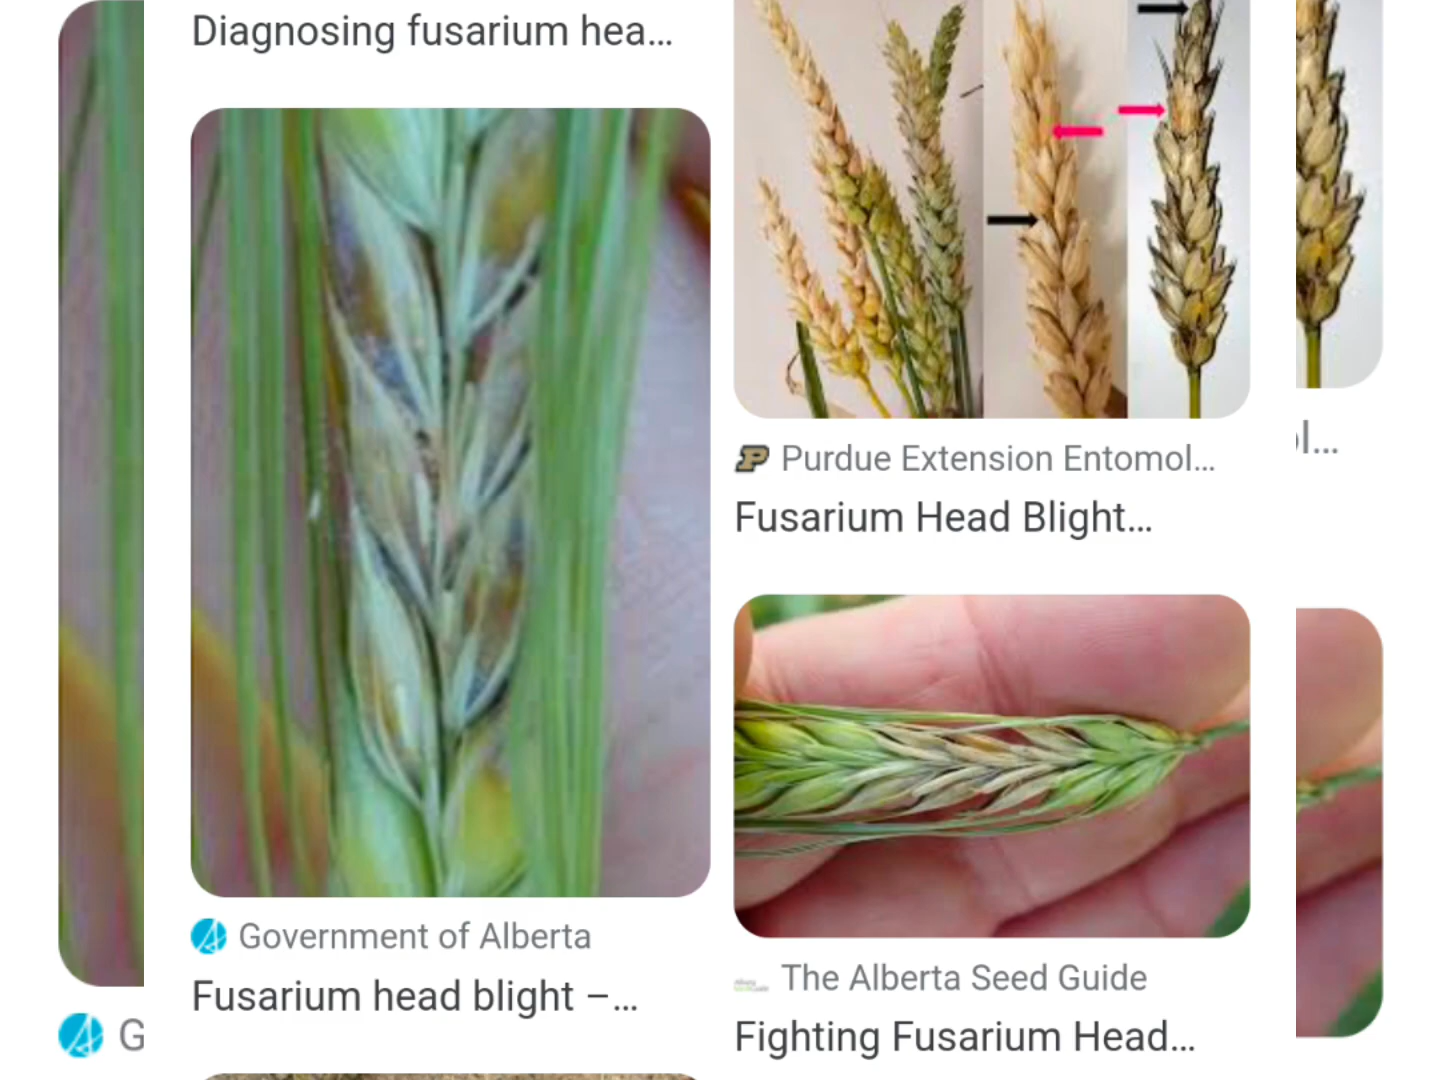 Diagnosing fusarium hea...
Government of Alberta
Fusarium head blight –...
P Purdue Extension Entomol...
Fusarium Head Blight...
The Alberta Seed Guide
Fighting Fusarium Head...
G
l...